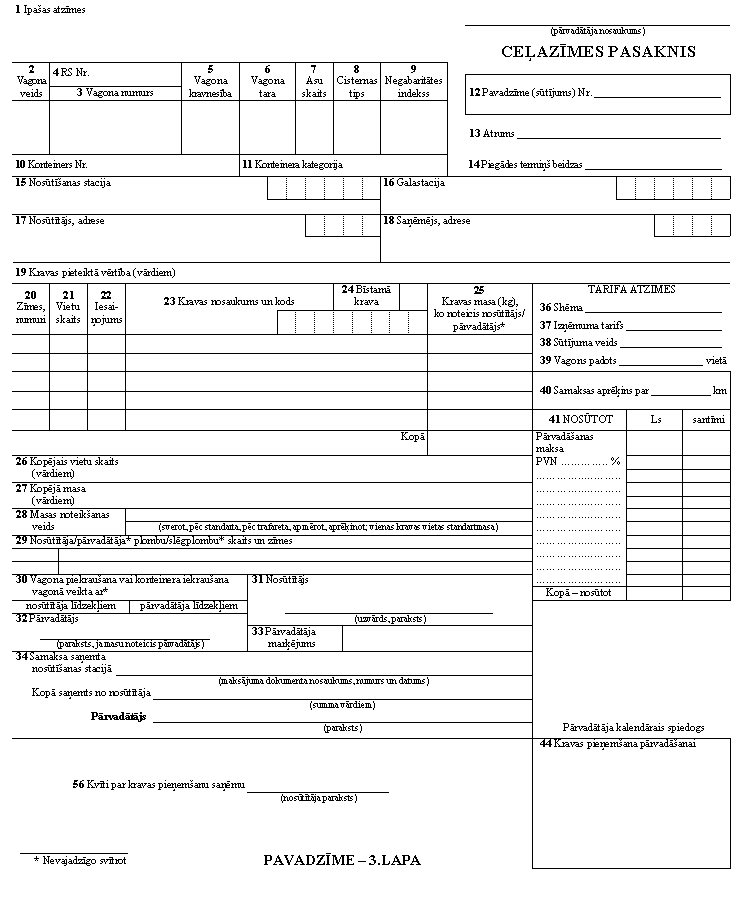 1 Īpašas atzīmes
(pārvadātāja nosaukums)
CEĻAZĪMES PASAKNIS
2 Vagona veids
4 RS Nr.
3 Vagona numurs
5 Vagona kravnesība
6 Vagona tara
7 Asu skaits
8 Cisternas tips
9 Negabaritātes indekss
12 Pavadzīme (sūtījums) Nr.
13 Ātrums
10 Konteiners Nr.
11 Konteinera kategorija
14 Piegādes termiņš beidzas
15 Nosūtīšanas stacija
16 Galastacija
17 Nosūtītājs, adrese
18 Saņēmējs, adrese
19 Kravas pieteiktā vērtība (vārdiem)
20 Zīmes, numuri
21 Vietu skaits
22 Iesai-ņojums
23 Kravas nosaukums un kods
24 Bīstamā krava
25
Kravas masa (kg),
ko noteicis nosūtītājs/
pārvadātājs*
TARIFA ATZĪMES
36 Shēma
37 Izņēmuma tarifs
38 Sūtījuma veids
39 Vagons padots vietā
40 Samaksas aprēķins par km
41 NOSŪTOT Ls santīmi
Kopā
Pārvadāšanas
maksa
PVN .............. %
26 Kopējais vietu skaits
(vārdiem)
27 Kopējā masa
(vārdiem)
28 Masas noteikšanas
veids
(sverot, pēc standarta, pēc trafareta, apmērot, aprēķinot; vienas kravas vietas standartmasa)
29 Nosūtītāja/pārvadātāja* plombu/slēgplombu* skaits un zīmes
30 Vagona piekraušana vai konteinera iekraušana
vagonā veikta ar*
nosūtītāja līdzekļiem pārvadātāja līdzekļiem
31 Nosūtītājs
(uzvārds, paraksts)
Kopā – nosūtot
32 Pārvadātājs
(paraksts, ja masu noteicis pārvadātājs)
33 Pārvadātāja
marķējums
34 Samaksa saņemta
nosūtīšanas stacijā
(maksājuma dokumenta nosaukums, numurs un datums)
Kopā saņemts no nosūtītāja
(summa vārdiem)
Pārvadātājs
(paraksts)
Pārvadātāja kalendārais spiedogs
44 Kravas pieņemšana pārvadāšanai
56 Kvīti par kravas pieņemšanu saņēmu
(nosūtītāja paraksts)
* Nevajadzīgo svītrot
PAVADZĪME – 3.LAPA